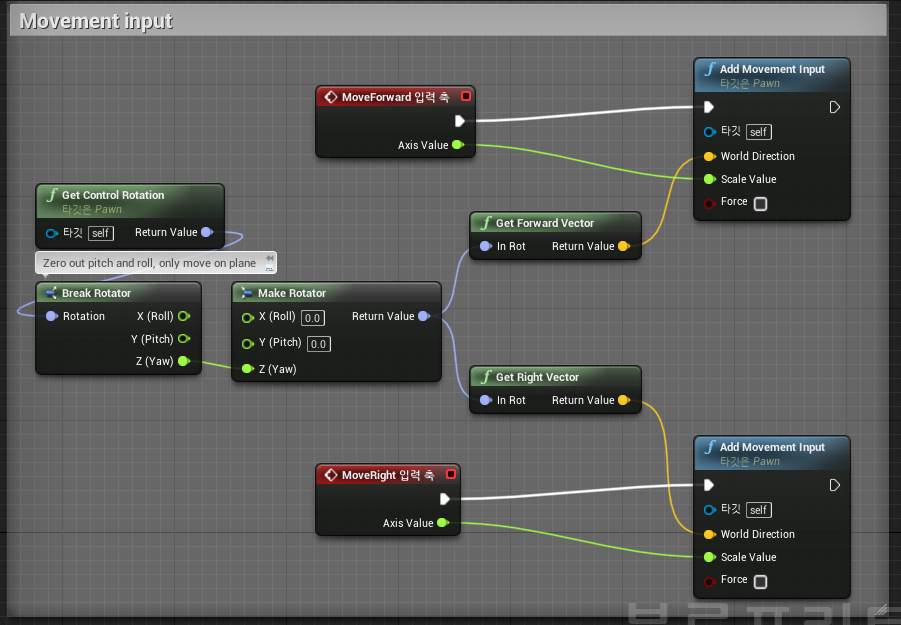 Movement input
MoveForward 입력 축
Axis Value
Add Movement Input
타깃은 Pawn
타깃 self
World Direction
Scale Value
Force
Get Control Rotation
타깃은 Pawn
타깃 self Return Value
Zero out pitch and roll, only move on plane
Break Rotator
Rotation X (Roll)
Y (Pitch)
Z (Yaw)
Make Rotator
X (Roll) 0.0 Return Value
Y (Pitch) 0.0
Z (Yaw)
Get Forward Vector
In Rot Return Value
Get Right Vector
In Rot Return Value
MoveRight 입력 축
Axis Value
Add Movement Input
타깃은 Pawn
타깃 self
World Direction
Scale Value
Force